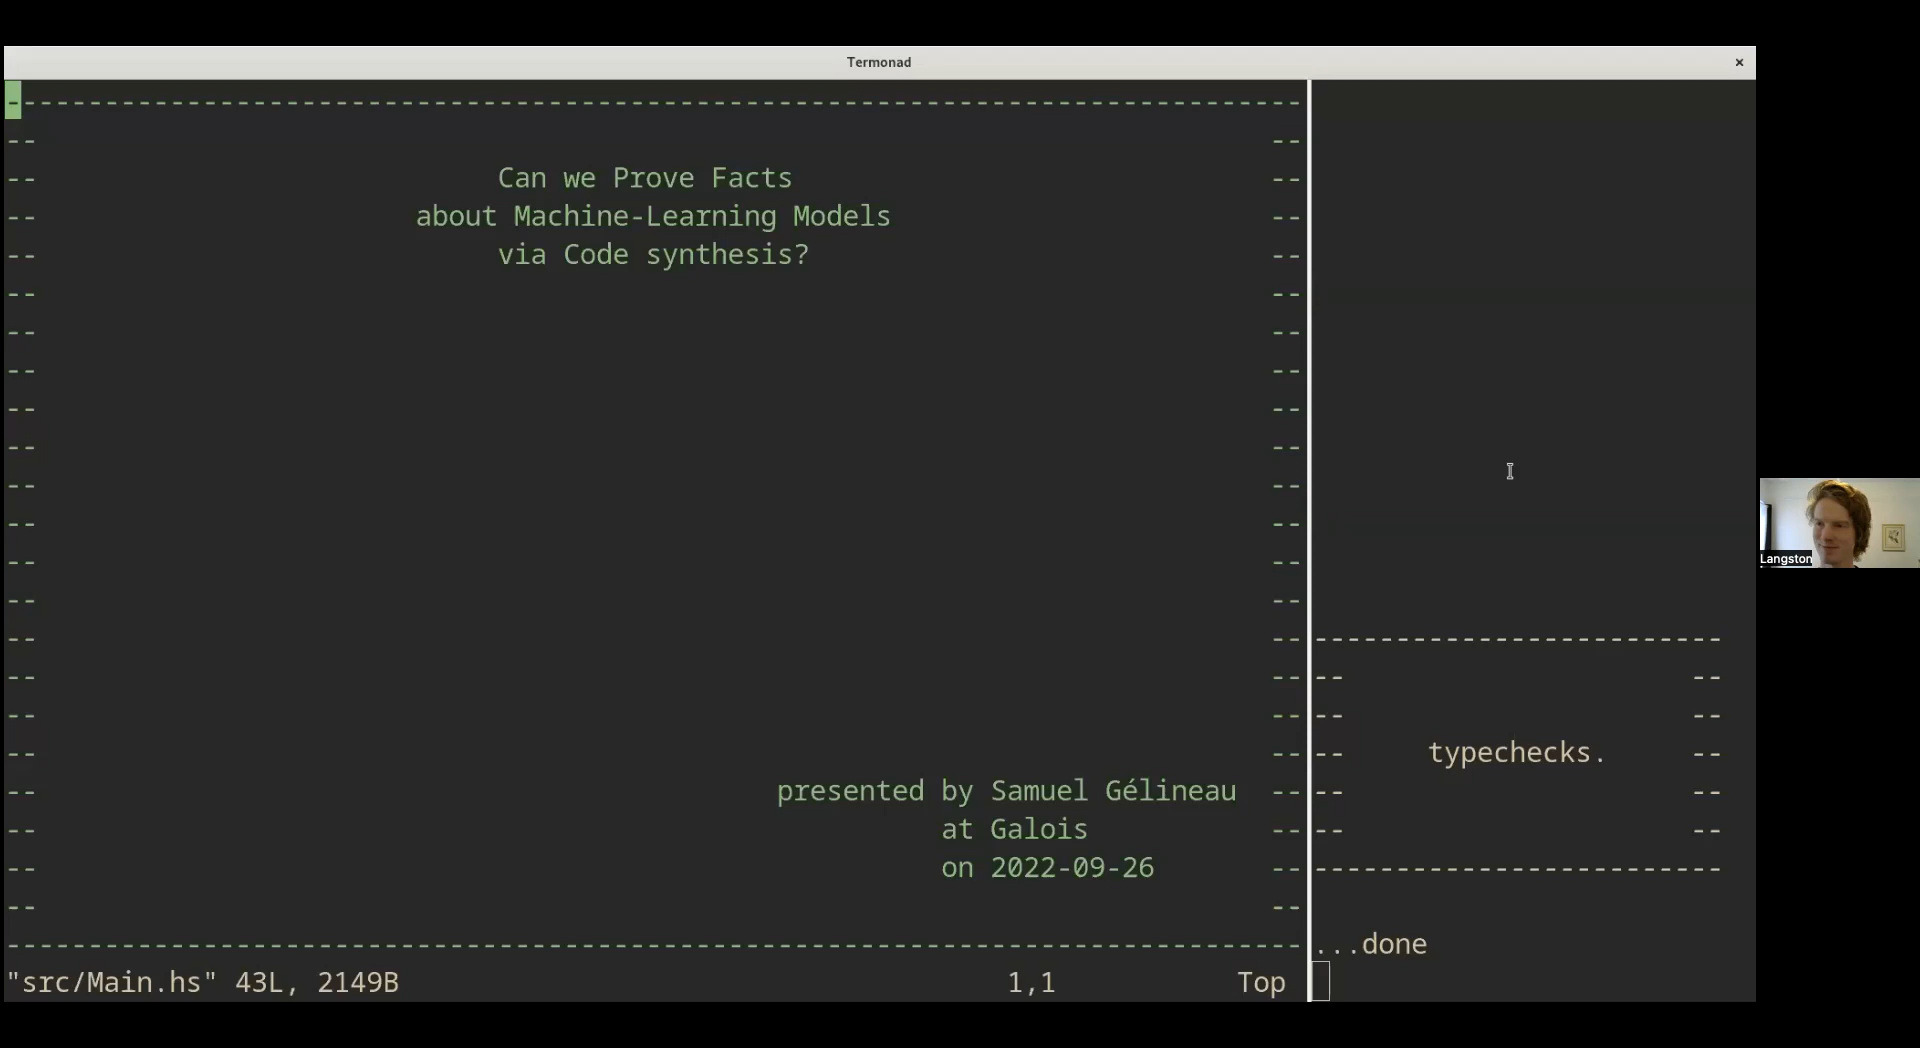 Termonad
Can we Prove Facts
about Machine-Learning Models
via Code synthesis?
presented by Samuel Gélineau
at Galois
on 2022-09-26
"src/Main.hs" 43L, 2149B 1,1 Top
typechecks.
...done
Langston